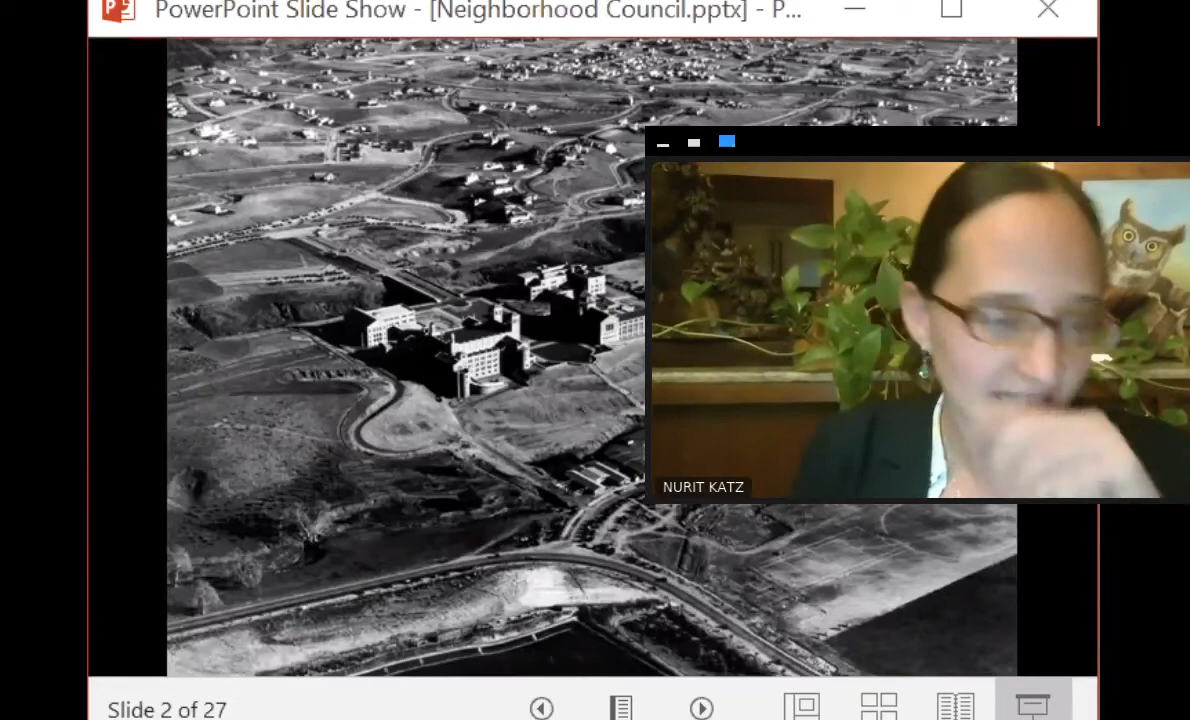 PowerPoint Slide Show - [Neighborhood Council.pptx] - P...
NURIT KATZ
Slide 2 of 27